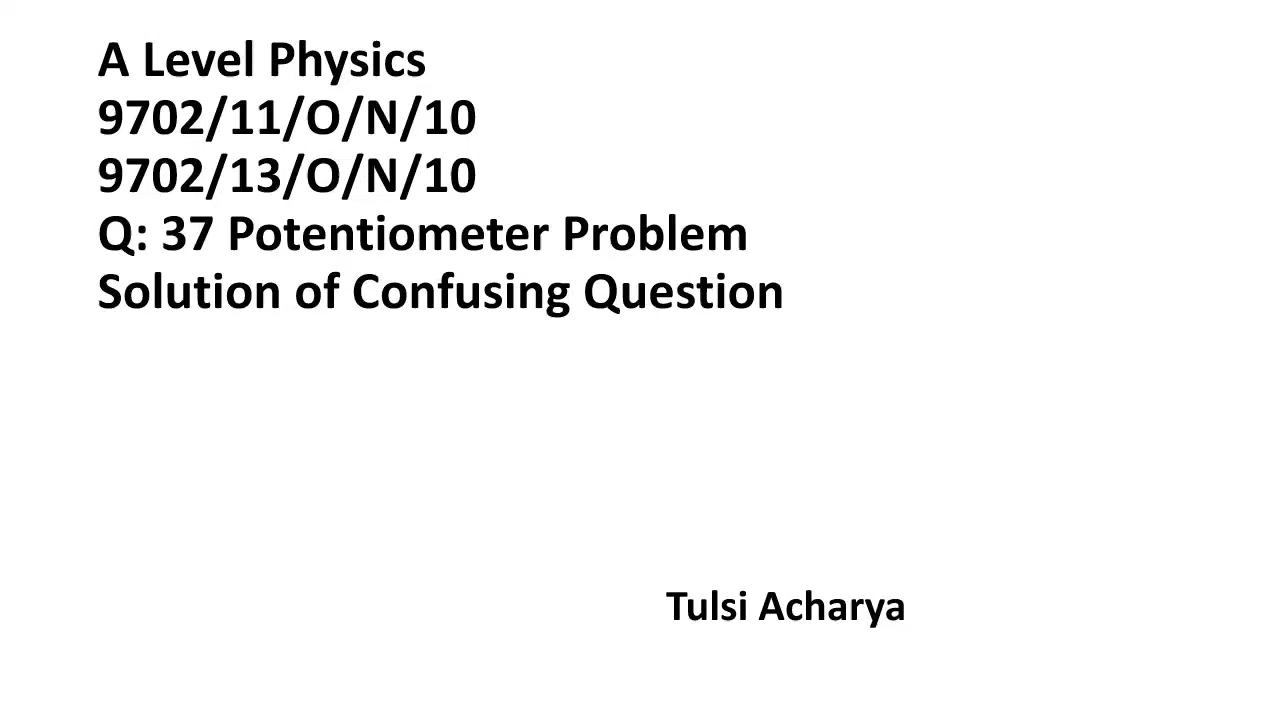 A Level Physics
9702/11/O/N/10
9702/13/O/N/10
Q: 37 Potentiometer Problem
Solution of Confusing Question
Tulsi Acharya